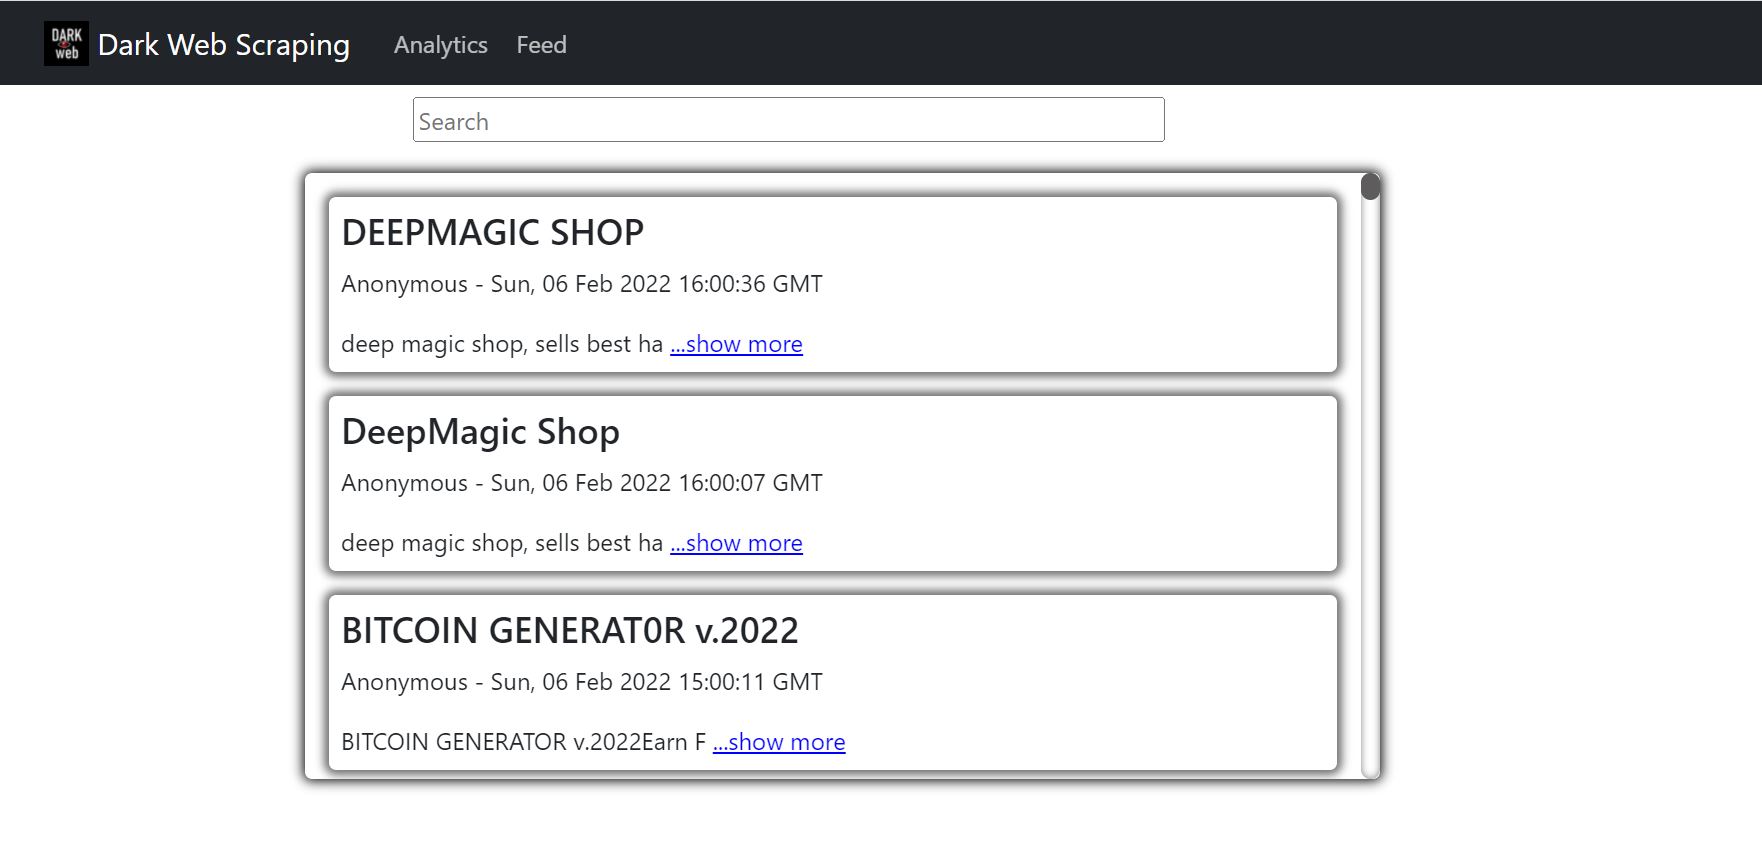 DARK
web
Dark Web Scraping
Analytics
Feed
Search
DEEPMAGIC SHOP
Anonymous - Sun, 06 Feb 2022 16:00:36 GMT
deep magic shop, sells best ha ...show more
DeepMagic Shop
Anonymous - Sun, 06 Feb 2022 16:00:07 GMT
deep magic shop, sells best ha ...show more
BITCOIN GENERAT0R v.2022
Anonymous - Sun, 06 Feb 2022 15:00:11 GMT
BITCOIN GENERATOR v.2022Earn F ...show more